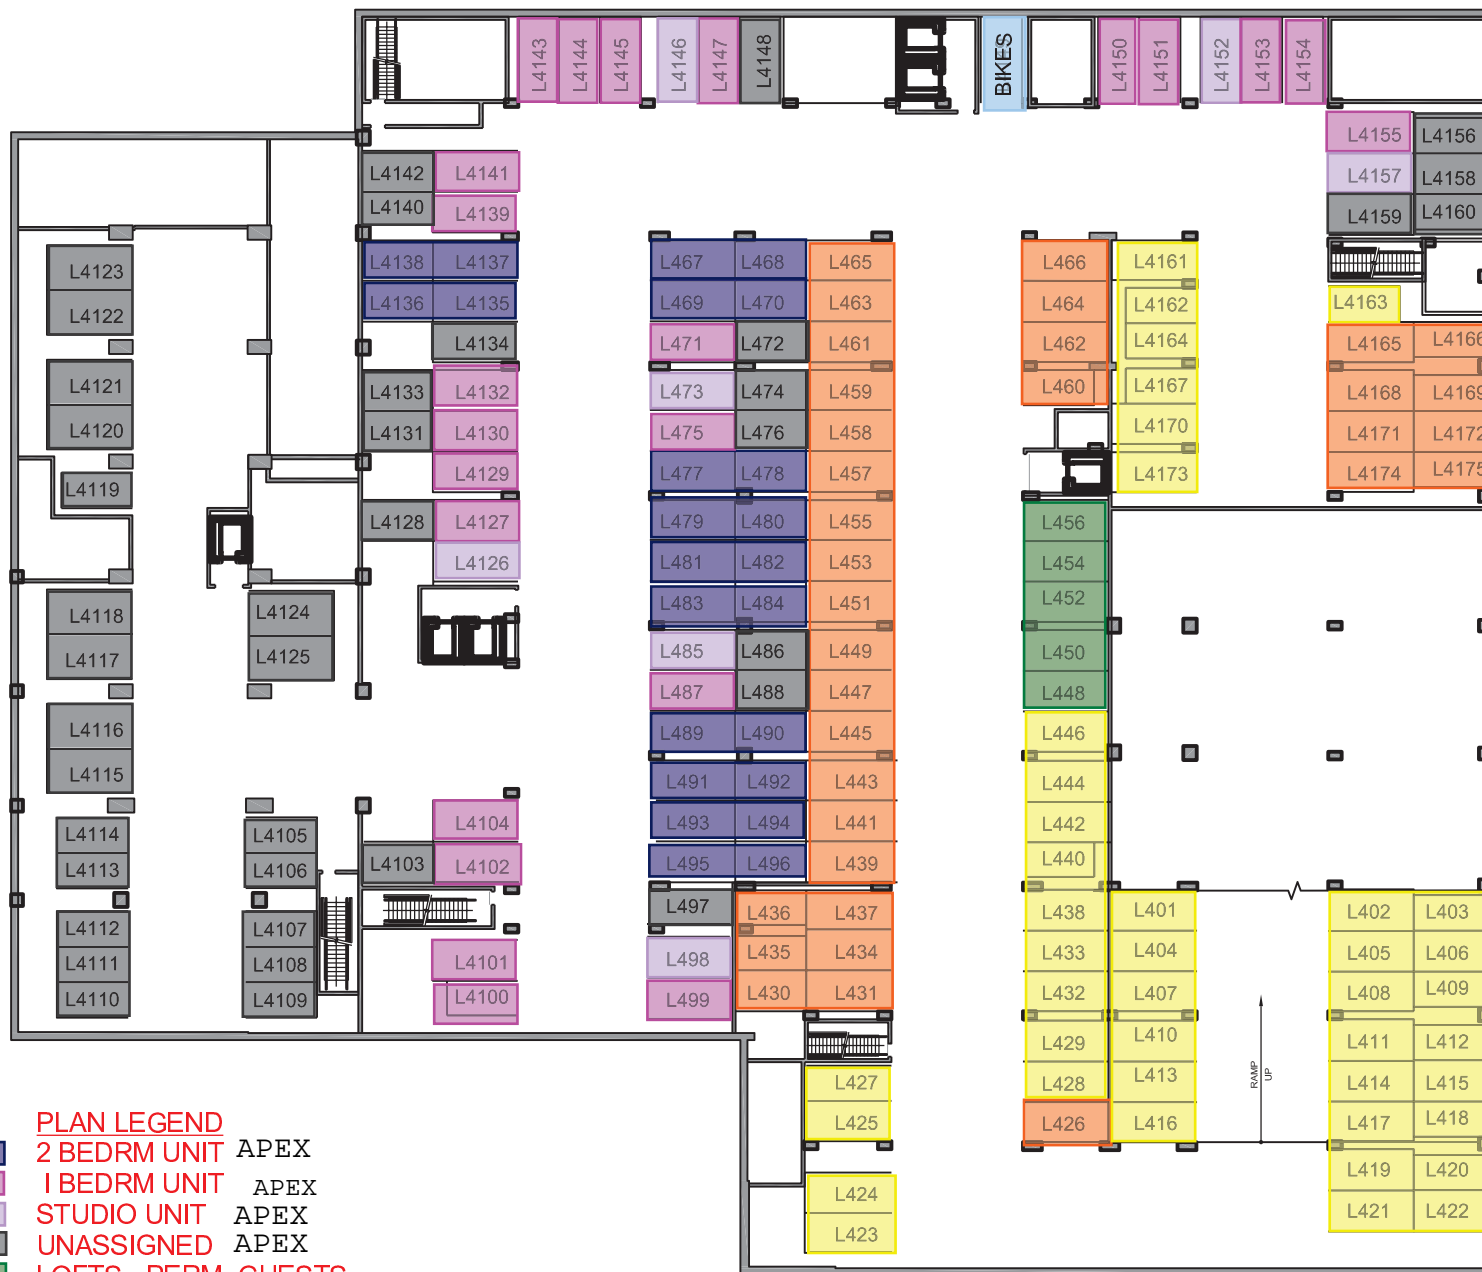 L4143 L4144 L4145 L4146 L4147 L4148 BIKES L4150 L4151 L4152 L4153 L4154
L4155 L4156
L4142 L4141 L4157 L4158
L4140 L4139 L4159 L4160
L4138 L4137 L467 L468 L465 L466 L4161
L4123
L4136 L4135 L469 L470 L463 L464 L4162 L4163
L4122
L4134 L471 L472 L461 L462 L4164 L4165 L4166
L4121 L4133 L4132 L473 L474 L459 L460 L4167 L4168 L4169
L4120 L4131 L4130 L475 L476 L458 L4170 L4171 L4172
L4119 L4129 L477 L478 L457 L4173 L4174 L4175
L4128 L4127 L479 L480 L455 L456
L4126 L481 L482 L453 L454
L4118 L4124 L483 L484 L451 L452
L4117 L4125 L485 L486 L449 L450
L487 L488 L447 L448
L4116 L489 L490 L445 L446
L4115 L491 L492 L443 L444
L4114 L4105 L4104 L493 L494 L441 L442
L4113 L4106 L4103 L4102 L495 L496 L439 L440
L4112 L4107 L497 L436 L437 L438 L401 L402 L403
L4111 L4108 L4101 L498 L435 L434 L433 L404 L405 L406
L4110 L4109 L4100 L499 L430 L431 L432 L407 L408 L409
L429 L410 L411 L412
RAMP
UP
L427 L428 L413 L414 L415
L425 L426 L416 L417 L418
L419 L420
L424 L421 L422
L423
PLAN LEGEND
2 BEDRM UNIT APEX
I BEDRM UNIT APEX
STUDIO UNIT APEX
UNASSIGNED APEX